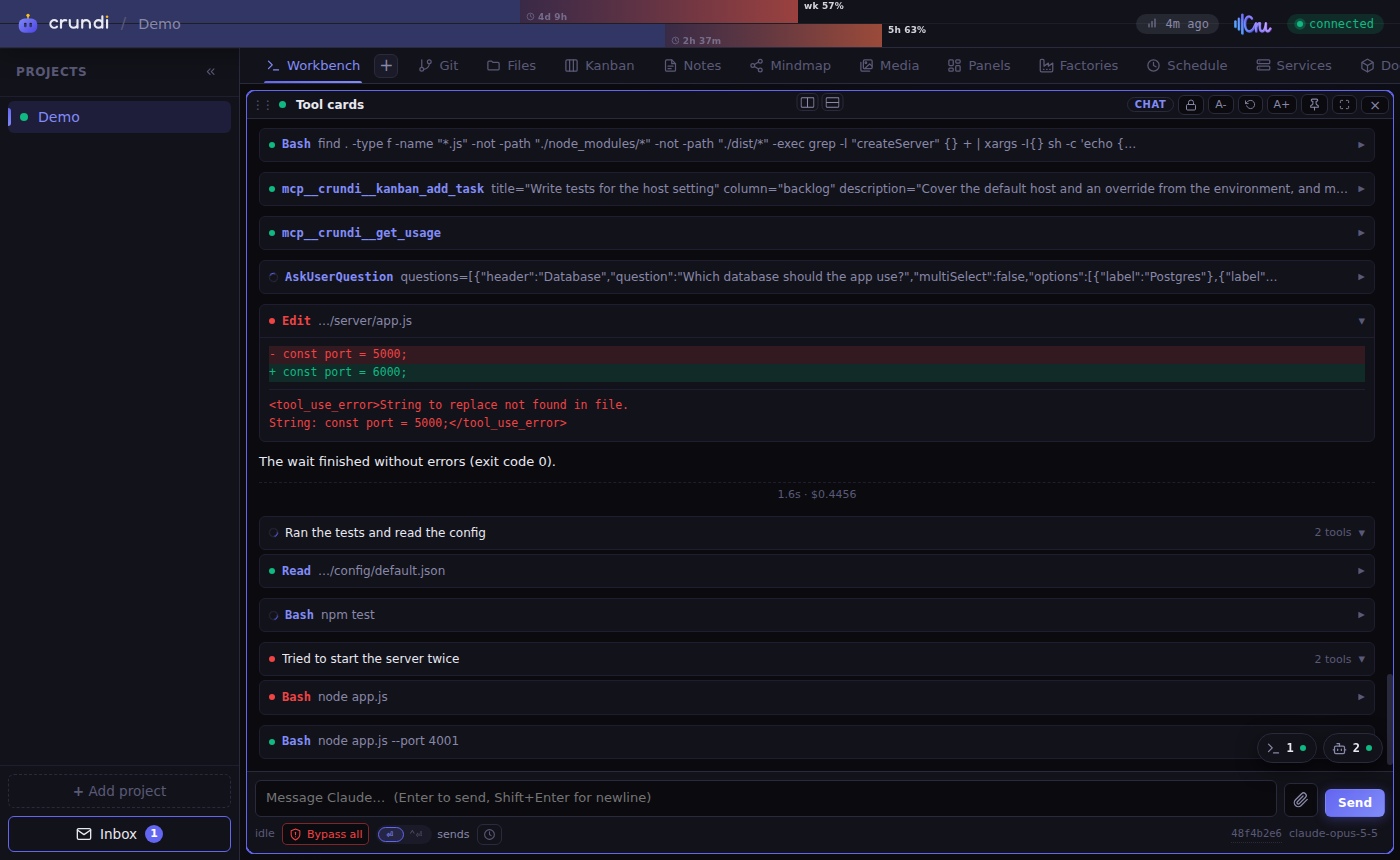 crundi / Demo
4d 9h
wk 57%
2h 37m
5h 63%
4m ago
Cru
connected
PROJECTS «
Demo
+ Add project
Inbox 1
Workbench + Git Files Kanban Notes Mindmap Media Panels Factories Schedule Services Do
Tool cards CHAT A- A+ ×
Bash find . -type f -name "*.js" -not -path "./node_modules/*" -not -path "./dist/*" -exec grep -l "createServer" {} + | xargs -I{} sh -c 'echo {…
mcp__crundi__kanban_add_task title="Write tests for the host setting" column="backlog" description="Cover the default host and an override from the environment, and m…
mcp__crundi__get_usage
AskUserQuestion questions=[{"header":"Database","question":"Which database should the app use?","multiSelect":false,"options":[{"label":"Postgres"},{"label"…
Edit …/server/app.js
- const port = 5000;
+ const port = 6000;
<tool_use_error>String to replace not found in file.
String: const port = 5000;</tool_use_error>
The wait finished without errors (exit code 0).
1.6s · $0.4456
Ran the tests and read the config 2 tools
Read …/config/default.json
Bash npm test
Tried to start the server twice 2 tools
Bash node app.js
Bash node app.js --port 4001
1
2
Message Claude… (Enter to send, Shift+Enter for newline)
Send
idle Bypass all ⏎ ^⏎ sends
48f4b2e6 claude-opus-5-5